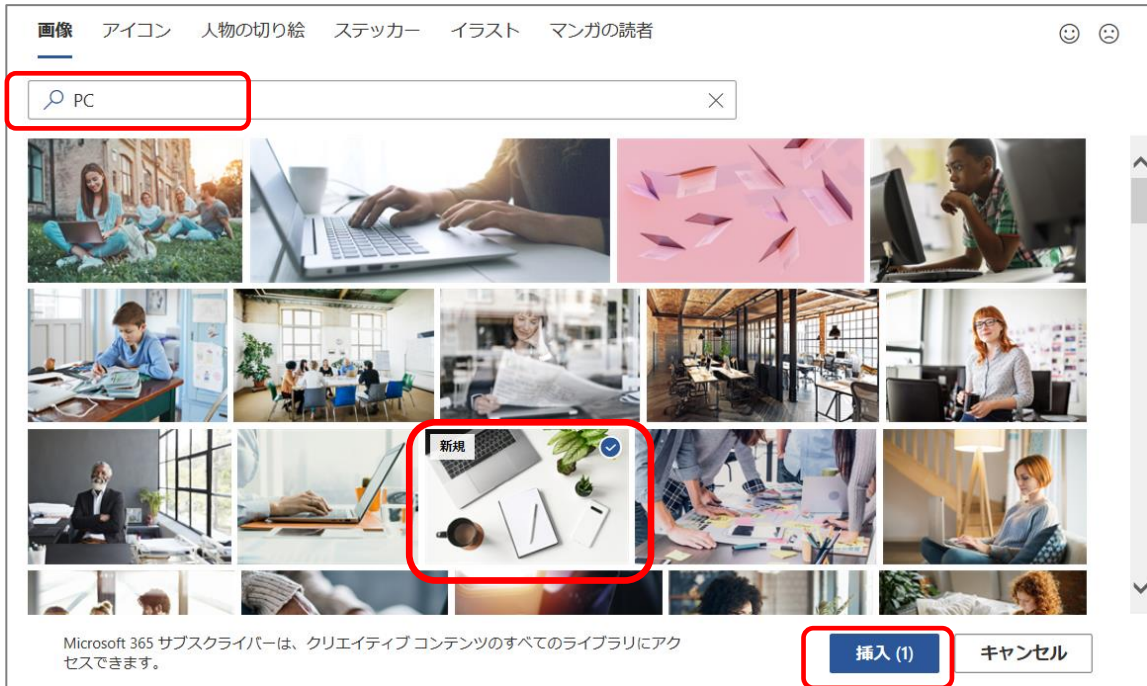 画像 アイコン 人物の切り絵 ステッカー イラスト マンガの読者
PC
新規
Microsoft 365 サブスクライバーは、クリエイティブ コンテンツのすべてのライブラリにアク
セスできます。
挿入 (1) キャンセル